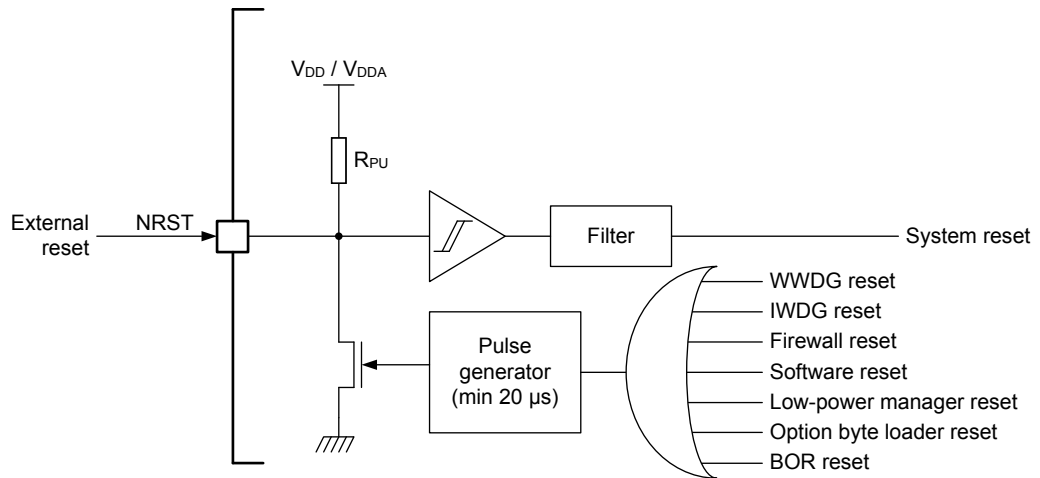 VDD / VDDA
RPU
External
reset
NRST
Filter
System reset
WWDG reset
IWDG reset
Firewall reset
Software reset
Low-power manager reset
Option byte loader reset
BOR reset
Pulse
generator
(min 20 µs)